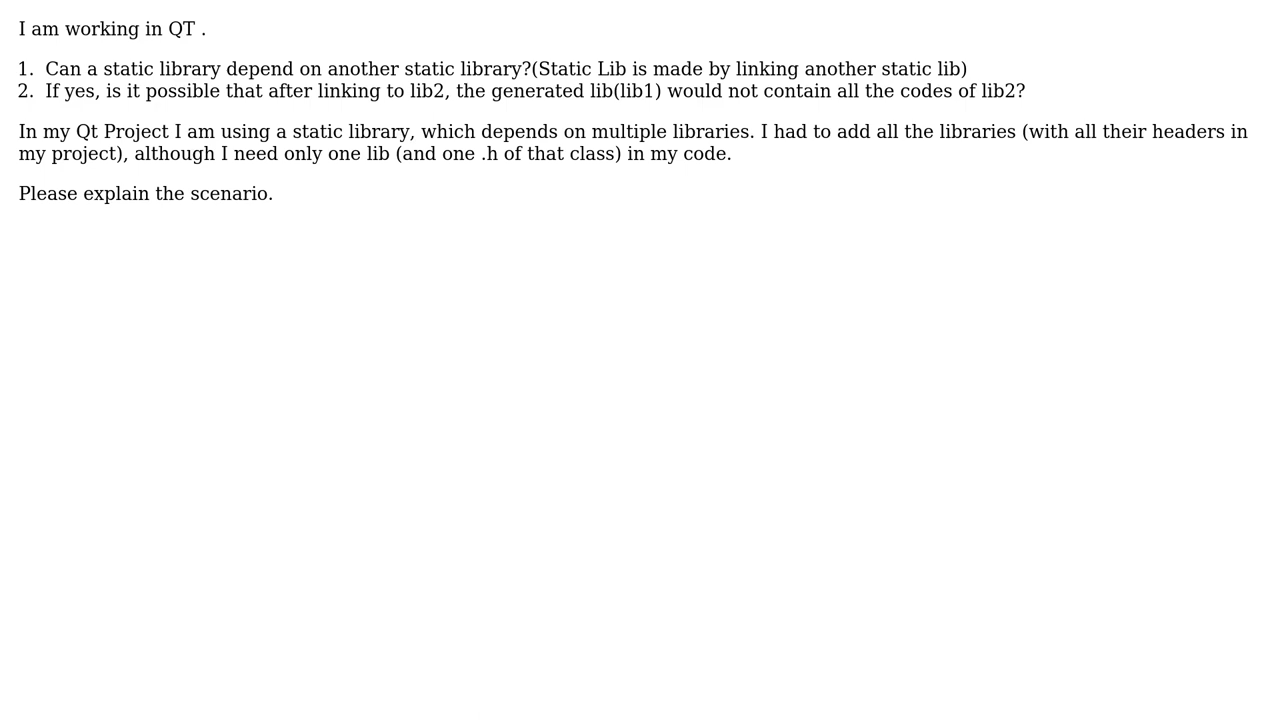 I am working in QT .
1. Can a static library depend on another static library?(Static Lib is made by linking another static lib)
2. If yes, is it possible that after linking to lib2, the generated lib(lib1) would not contain all the codes of lib2?
In my Qt Project I am using a static library, which depends on multiple libraries. I had to add all the libraries (with all their headers in
my project), although I need only one lib (and one .h of that class) in my code.
Please explain the scenario.